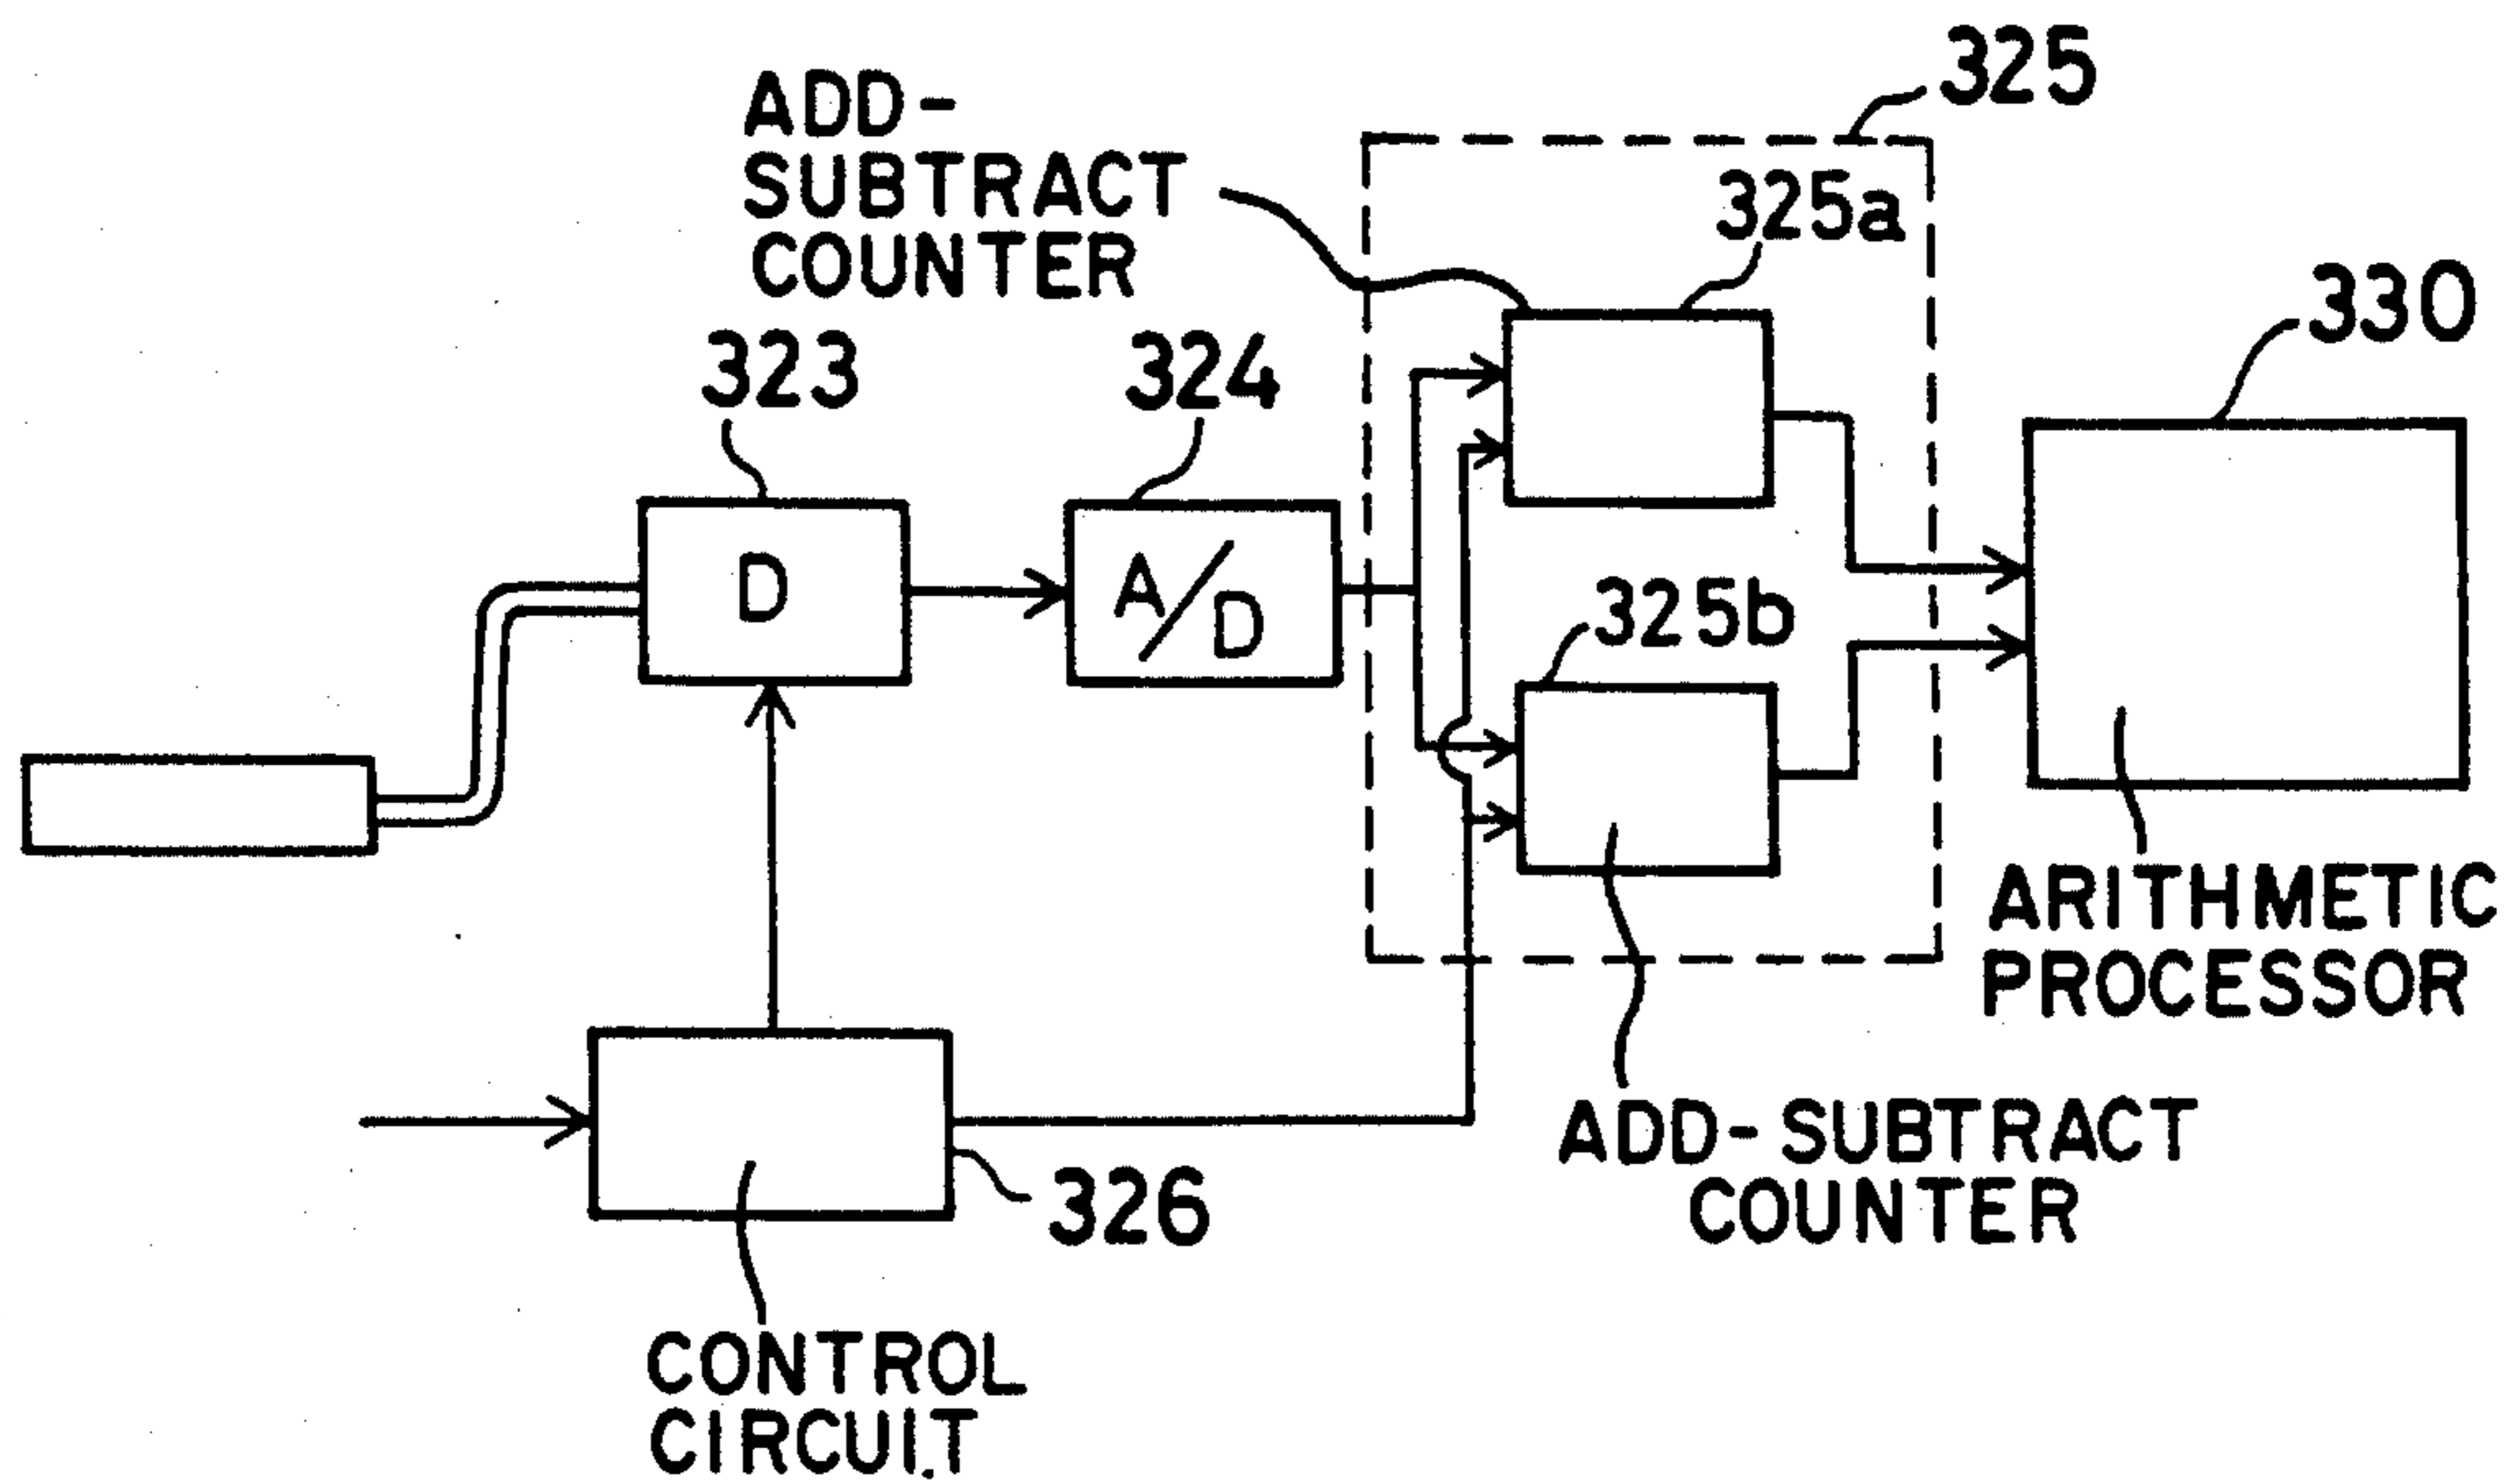 325
ADD-
SUBTRACT
COUNTER
325a
330
323
324
D
A/D
325b
ARITHMETIC
PROCESSOR
ADD-SUBTRACT
COUNTER
326
CONTROL
CIRCUIT